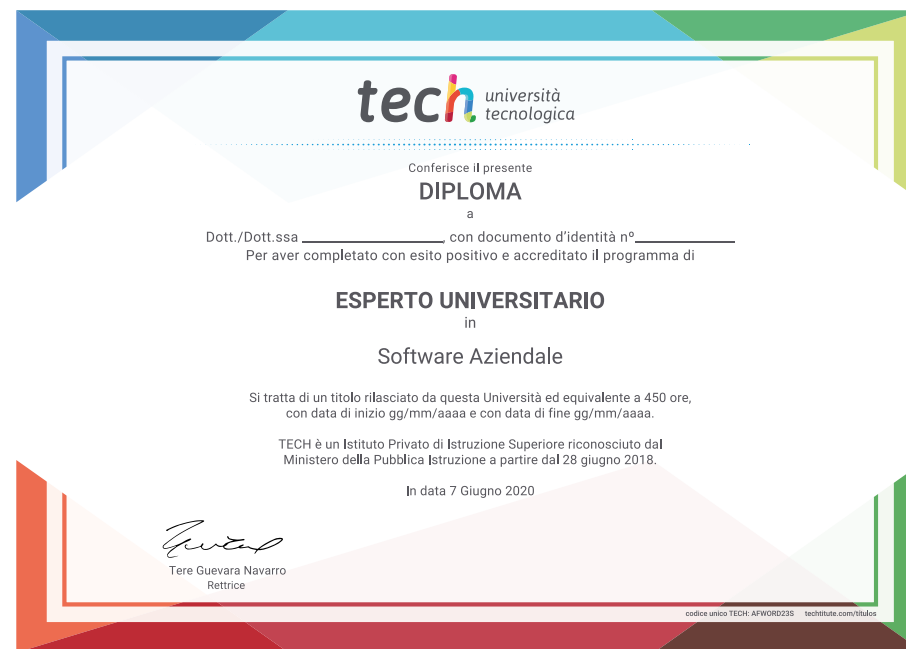 tech università
tecnologica
Conferisce il presente
DIPLOMA
a
Dott./Dott.ssa ____________________, con documento d'identità nº______________
Per aver completato con esito positivo e accreditato il programma di
ESPERTO UNIVERSITARIO
in
Software Aziendale
Si tratta di un titolo rilasciato da questa Università ed equivalente a 450 ore,
con data di inizio gg/mm/aaaa e con data di fine gg/mm/aaaa.
TECH è un Istituto Privato di Istruzione Superiore riconosciuto dal
Ministero della Pubblica Istruzione a partire dal 28 giugno 2018.
In data 7 Giugno 2020
Tere Guevara Navarro
Rettrice
codice unico TECH: AFWORD23S techtitute.com/títulos